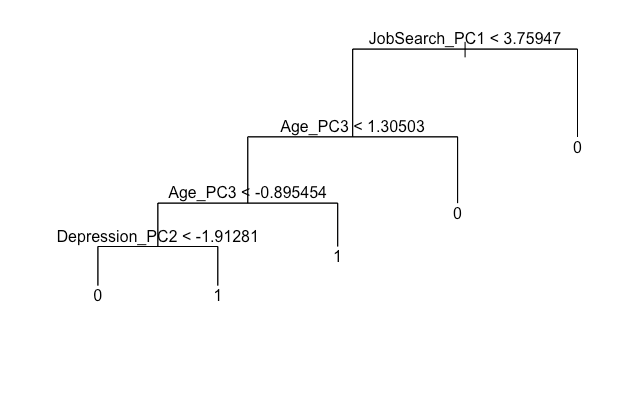 JobSearch_PC1 < 3.75947
Age_PC3 < 1.30503
0
Age_PC3 < -0.895454
0
Depression_PC2 < -1.91281
1
0
1